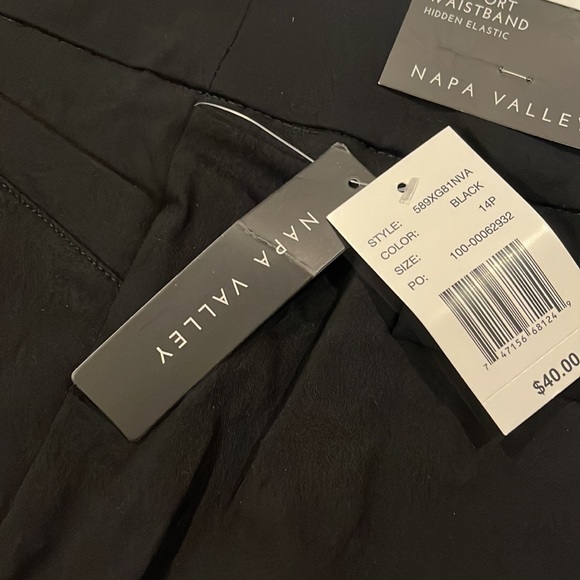 WAISTBAND
HIDDEN ELASTIC
NAPA VALLEY
NAPA VALLEY
STYLE: 589XG81NVA
COLOR: BLACK
SIZE: 14P
PO: 100-00062932
7 47156 68124 9
$40.00